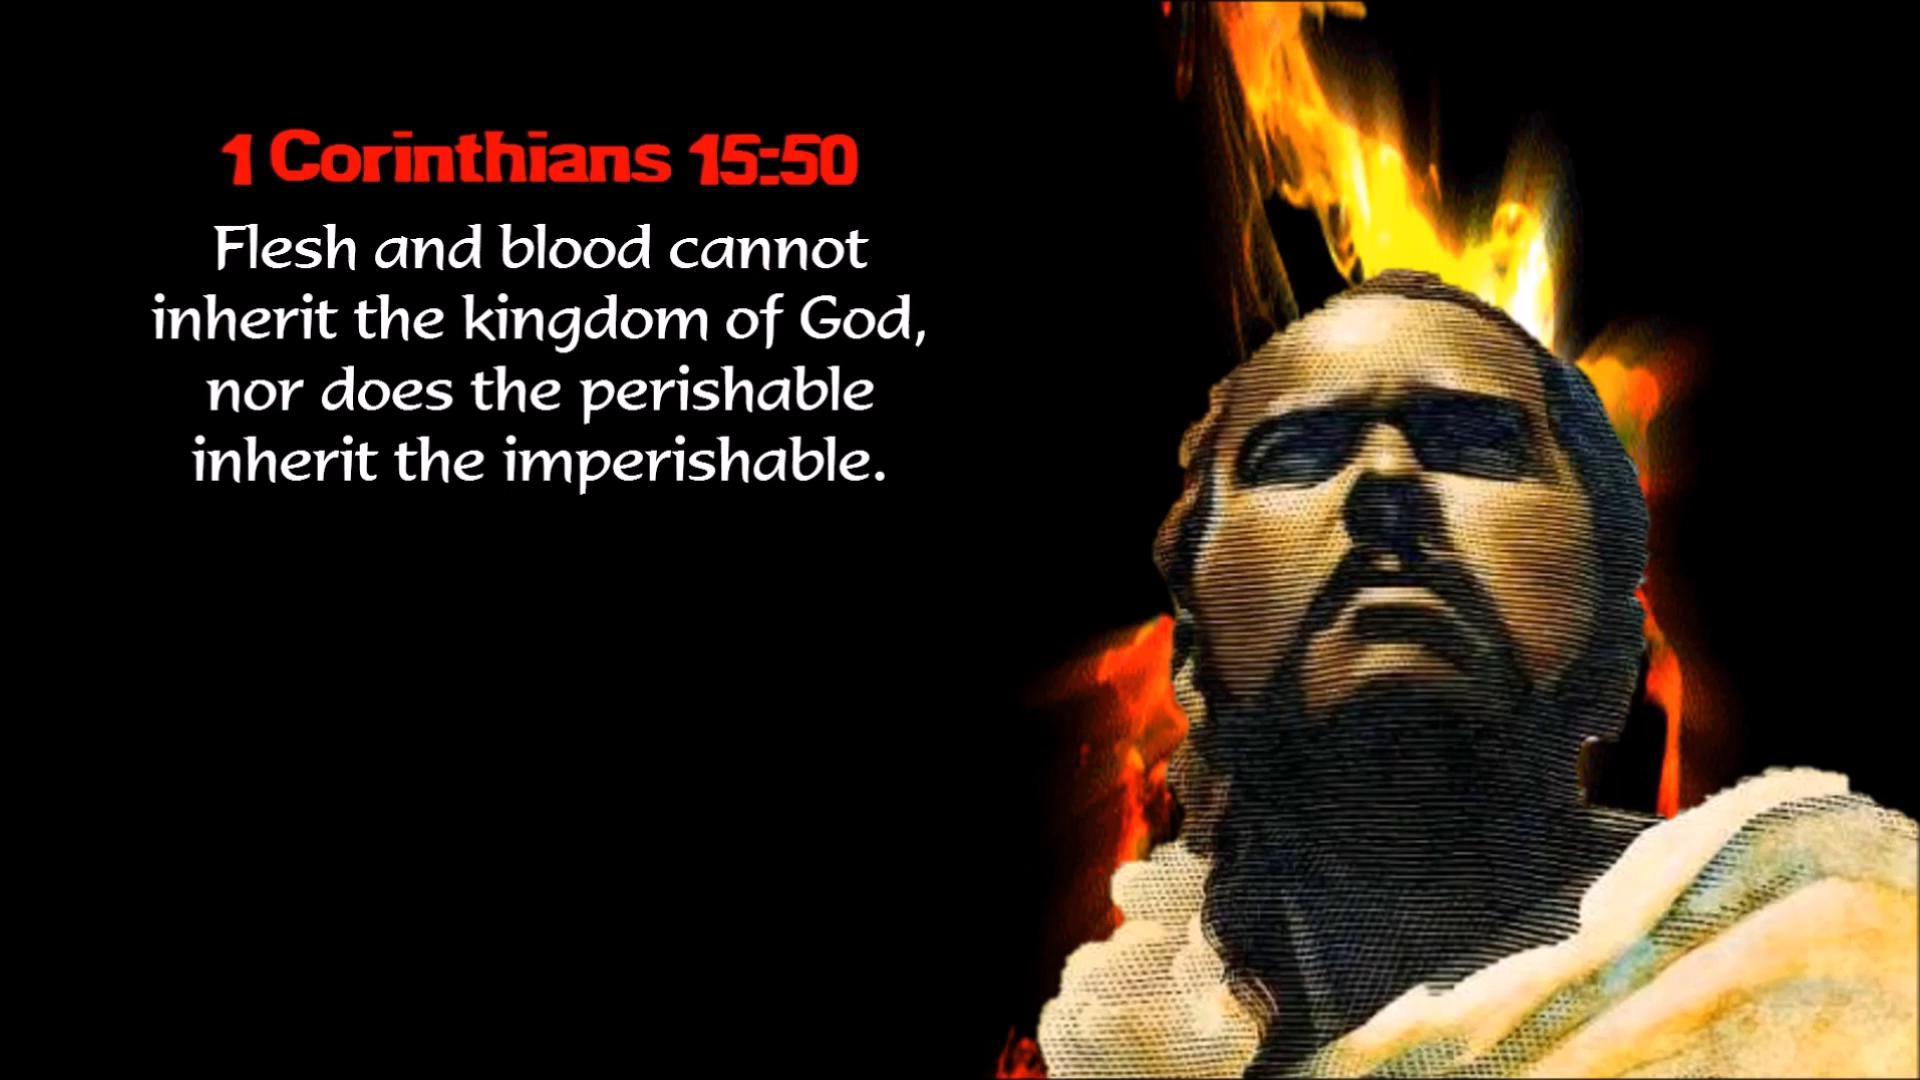 1 Corinthians 15:50
Flesh and blood cannot
inherit the kingdom of God,
nor does the perishable
inherit the imperishable.